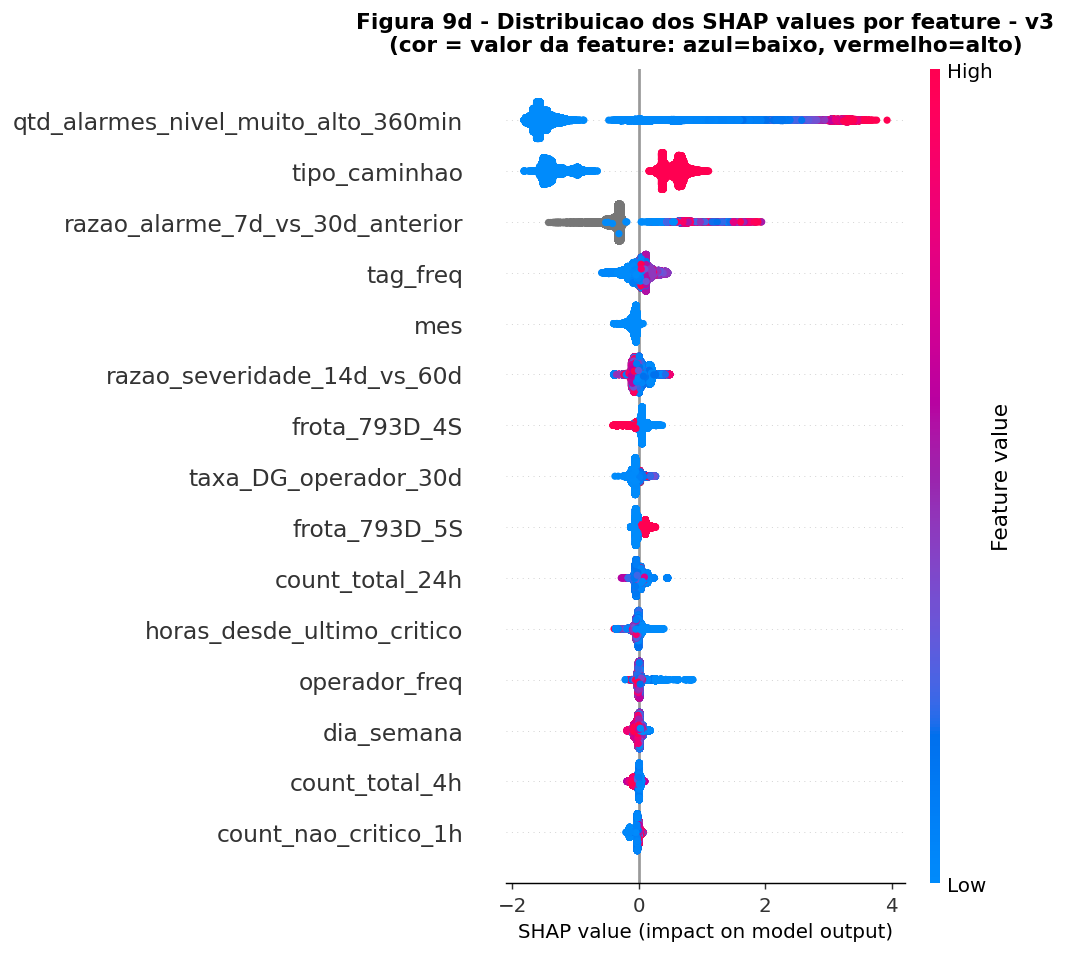 Figura 9d - Distribuicao dos SHAP values por feature - v3
(cor = valor da feature: azul=baixo, vermelho=alto)
High
qtd_alarmes_nivel_muito_alto_360min
tipo_caminhao
razao_alarme_7d_vs_30d_anterior
tag_freq
mes
razao_severidade_14d_vs_60d
frota_793D_4S
taxa_DG_operador_30d
frota_793D_5S
count_total_24h
horas_desde_ultimo_critico
operador_freq
dia_semana
count_total_4h
count_nao_critico_1h
Feature value
Low
−2 0 2 4
SHAP value (impact on model output)